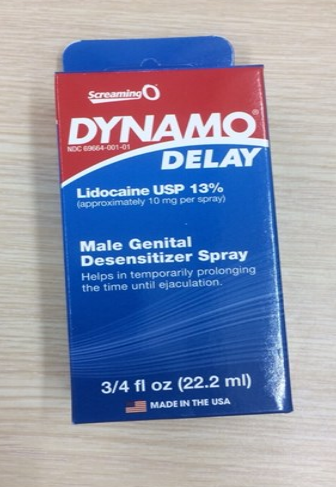 Screaming O
DYNAMO®
NDC 69664-001-01
DELAY
Lidocaine USP 13%
(approximately 10 mg per spray)
Male Genital
Desensitizer Spray
Helps in temporarily prolonging
the time until ejaculation.
3/4 fl oz (22.2 ml)
MADE IN THE USA